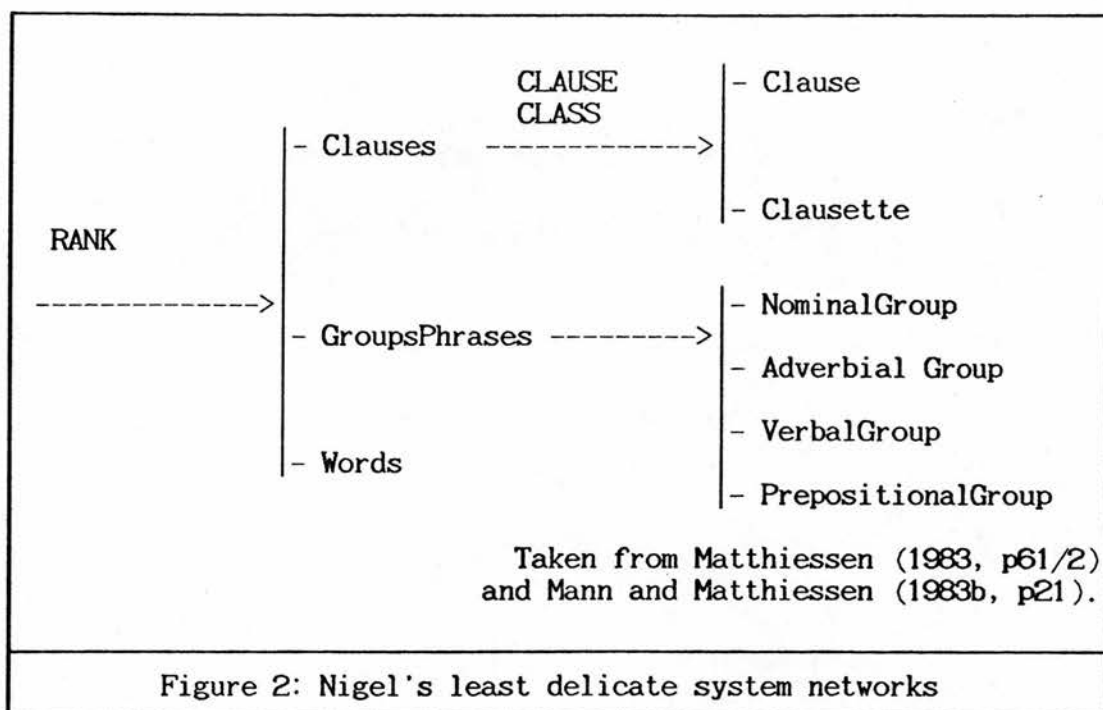 CLAUSE - Clause
CLASS
- Clauses ------------->
- Clausette
RANK
-------------->
- NominalGroup
- GroupsPhrases --------->
- Adverbial Group
- VerbalGroup
- Words
- PrepositionalGroup
Taken from Matthiessen (1983, p61/2)
and Mann and Matthiessen (1983b, p21).
Figure 2: Nigel's least delicate system networks